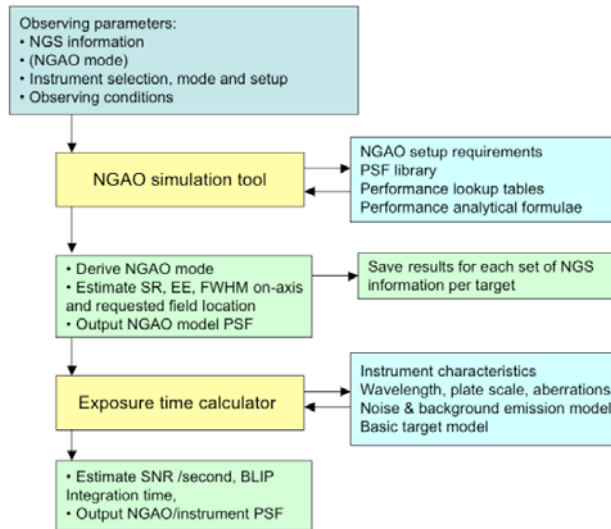 Observing parameters:
• NGS information
• (NGAO mode)
• Instrument selection, mode and setup
• Observing conditions
NGAO simulation tool
NGAO setup requirements
PSF library
Performance lookup tables
Performance analytical formulae
• Derive NGAO mode
• Estimate SR, EE, FWHM on-axis
and requested field location
• Output NGAO model PSF
Save results for each set of NGS
information per target
Exposure time calculator
Instrument characteristics
Wavelength, plate scale, aberrations
Noise & background emission model
Basic target model
• Estimate SNR /second, BLIP
Integration time,
• Output NGAO/instrument PSF